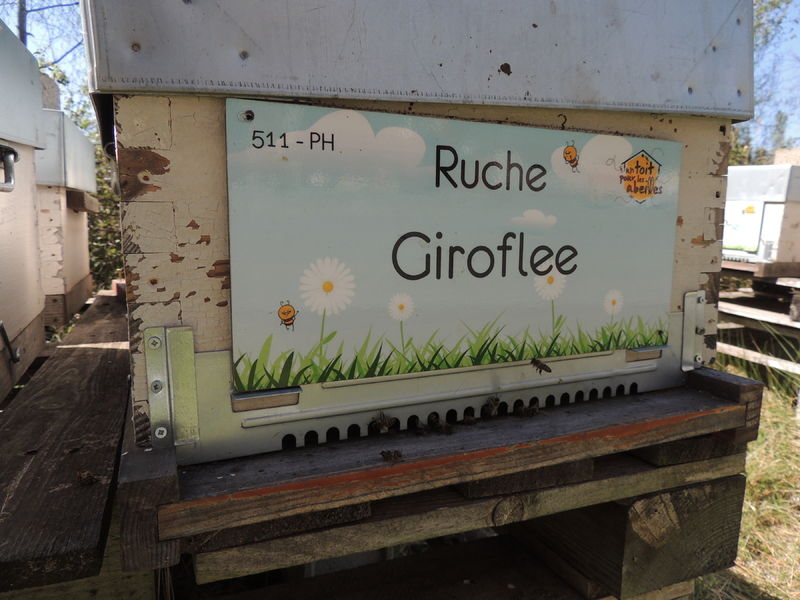 511 - PH
Ruche
Giroflee
un toit
pour les
abeilles